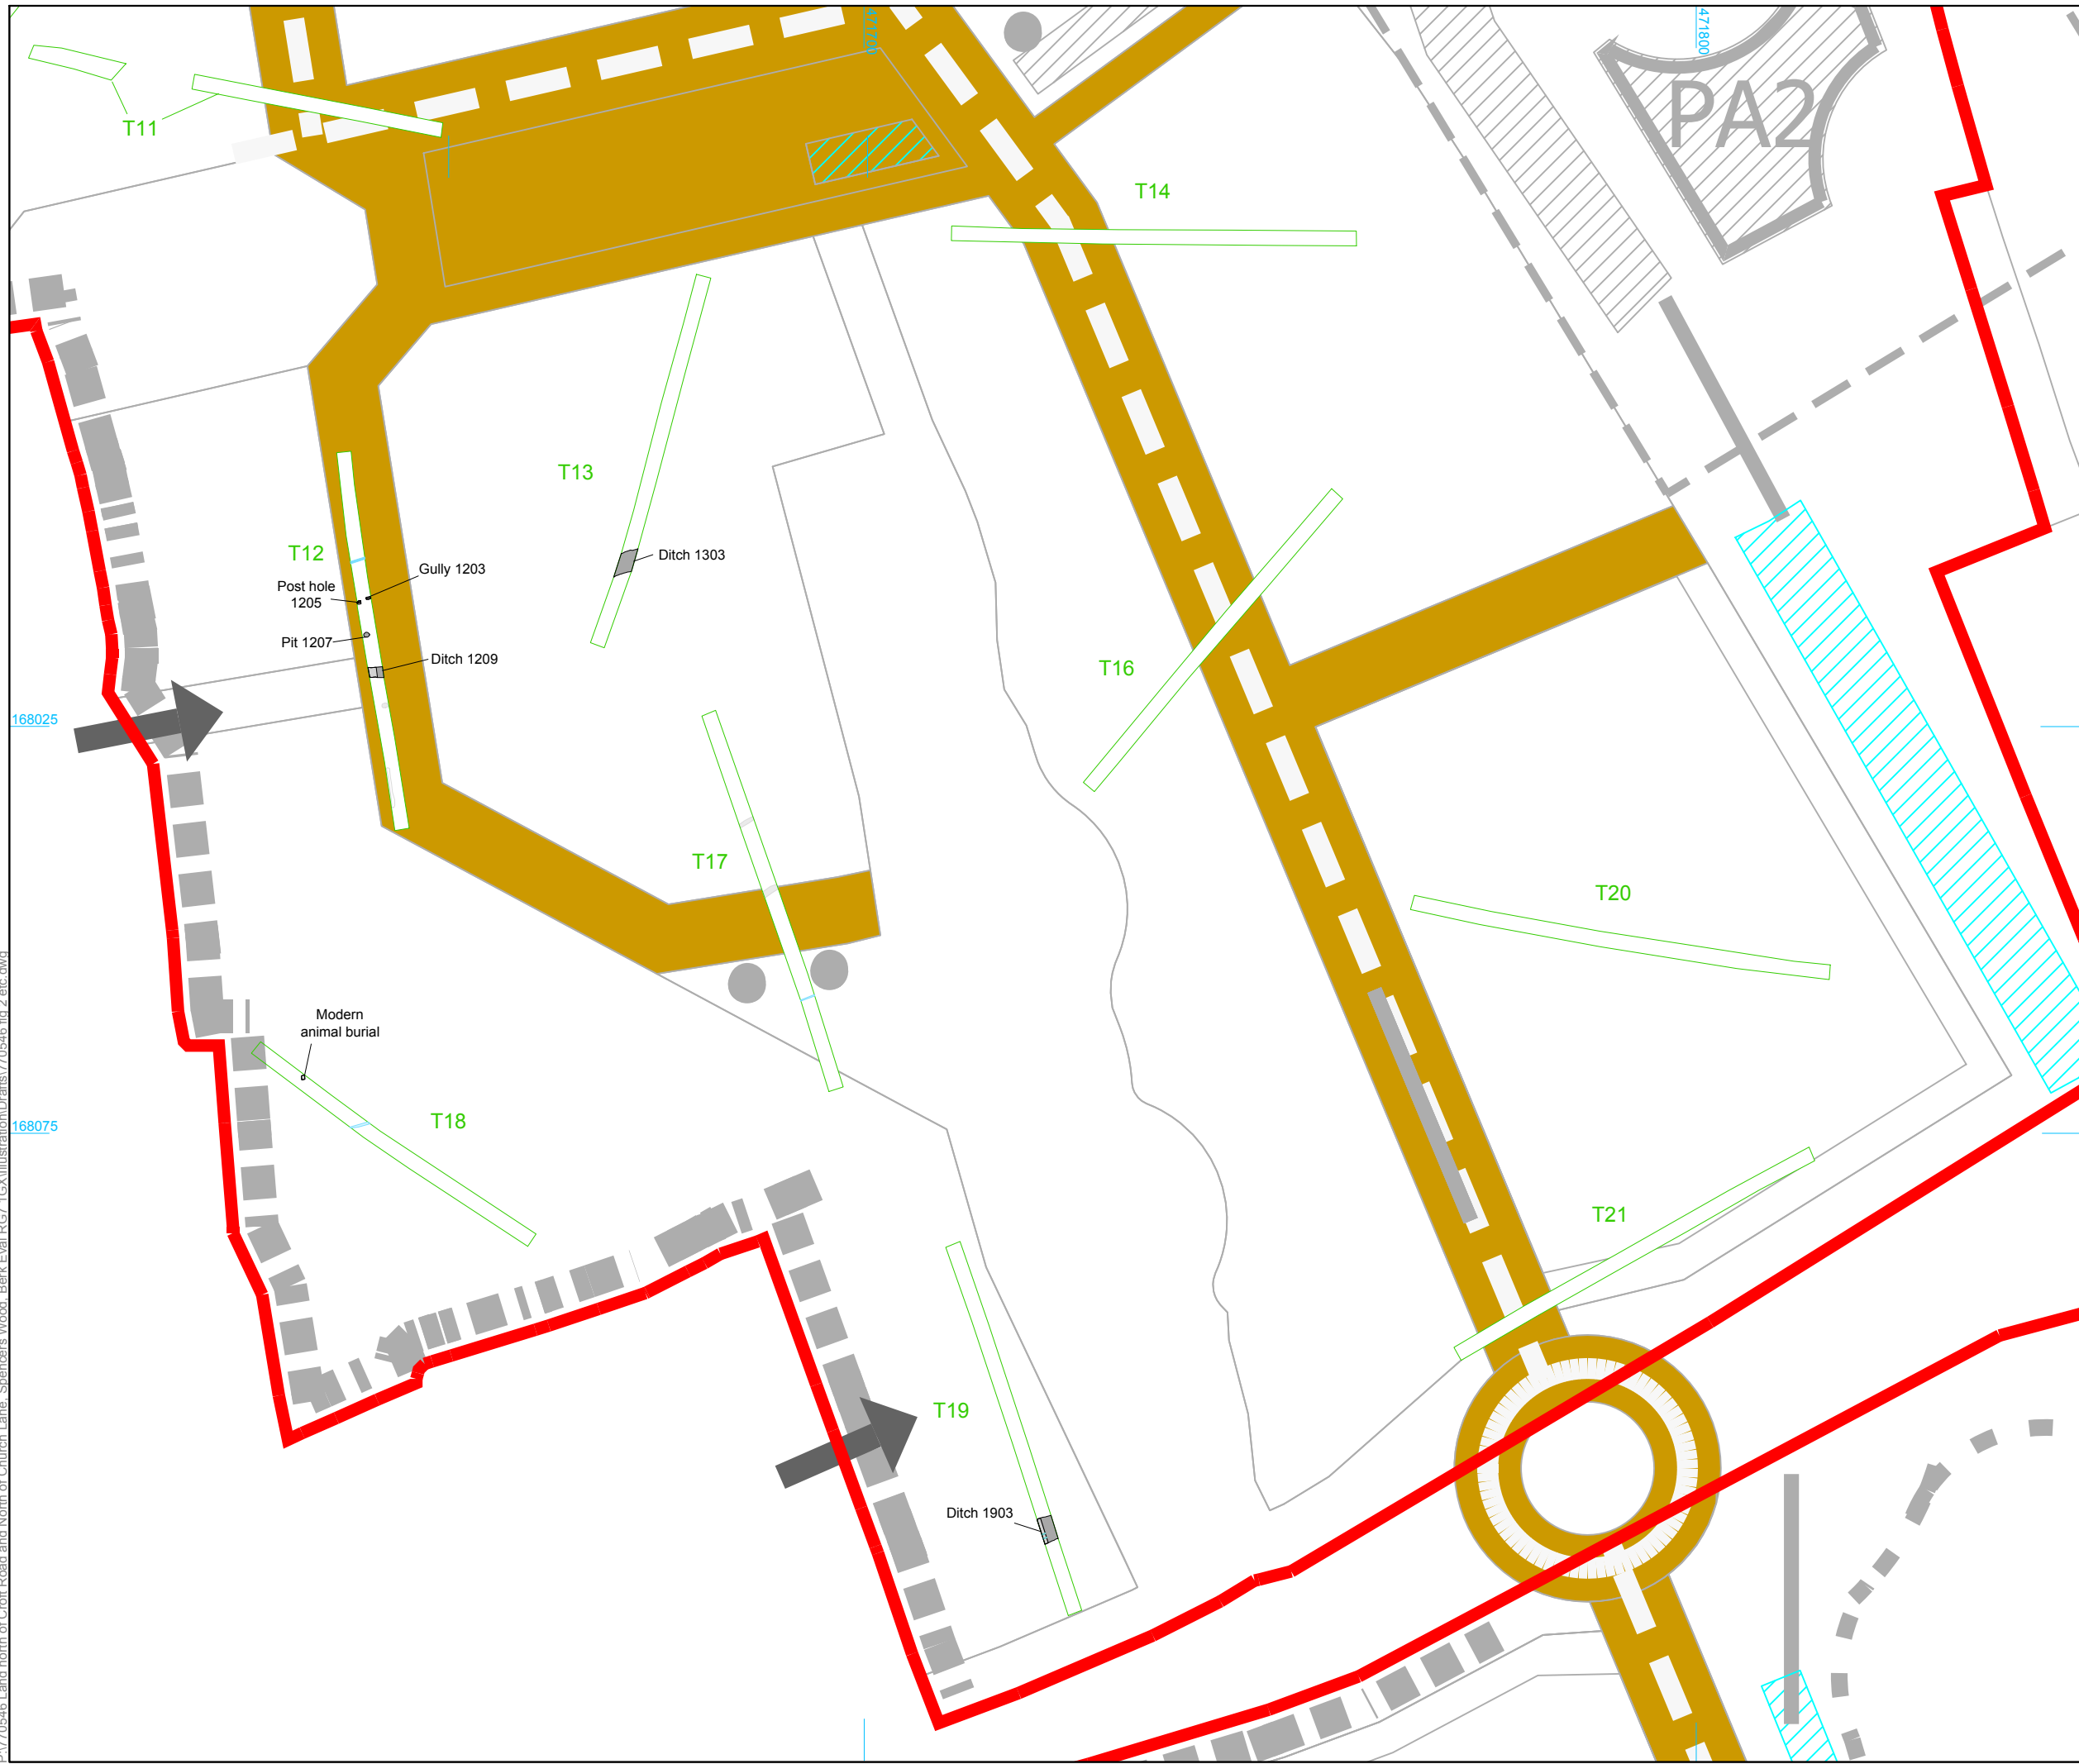 471800
PA2
T11
T14
T13
T12
Ditch 1303
Gully 1203
Post hole
1205
Pit 1207
Ditch 1209
T16
168025
T17
T20
Modern
animal burial
T18
168075
T21
T19
Ditch 1903